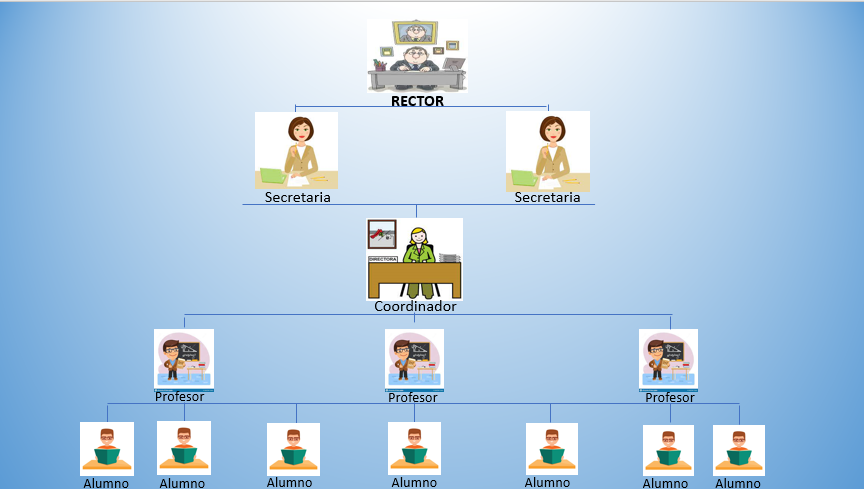 RECTOR
Secretaria
Secretaria
DIRECTORA
Coordinador
Profesor
Profesor
Profesor
Alumno
Alumno
Alumno
Alumno
Alumno
Alumno
Alumno